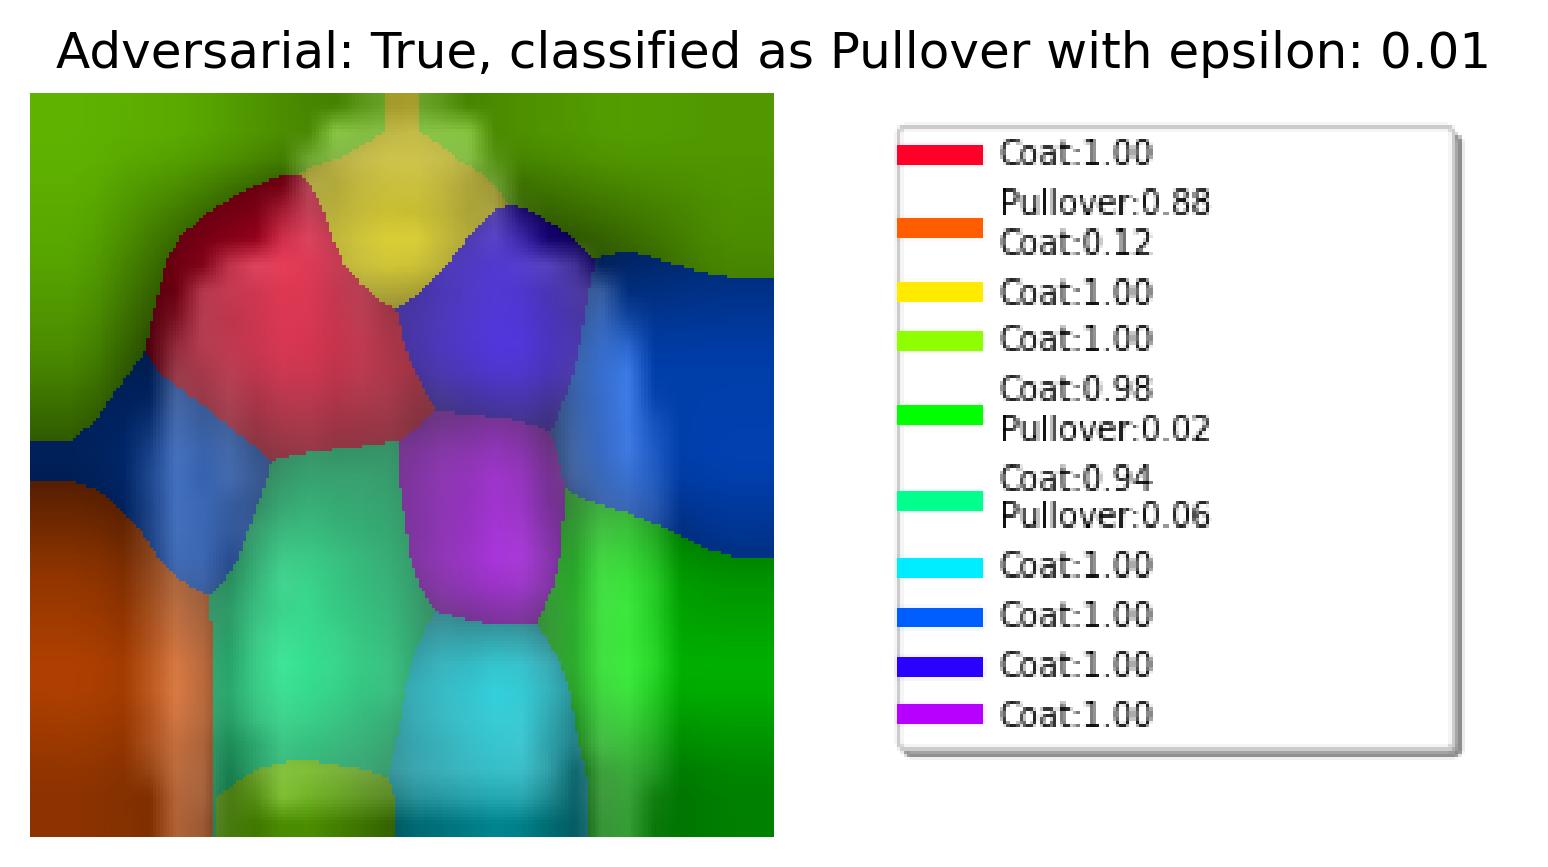 Adversarial: True, classified as Pullover with epsilon: 0.01
Coat:1.00
Pullover:0.88
Coat:0.12
Coat:1.00
Coat:1.00
Coat:0.98
Pullover:0.02
Coat:0.94
Pullover:0.06
Coat:1.00
Coat:1.00
Coat:1.00
Coat:1.00